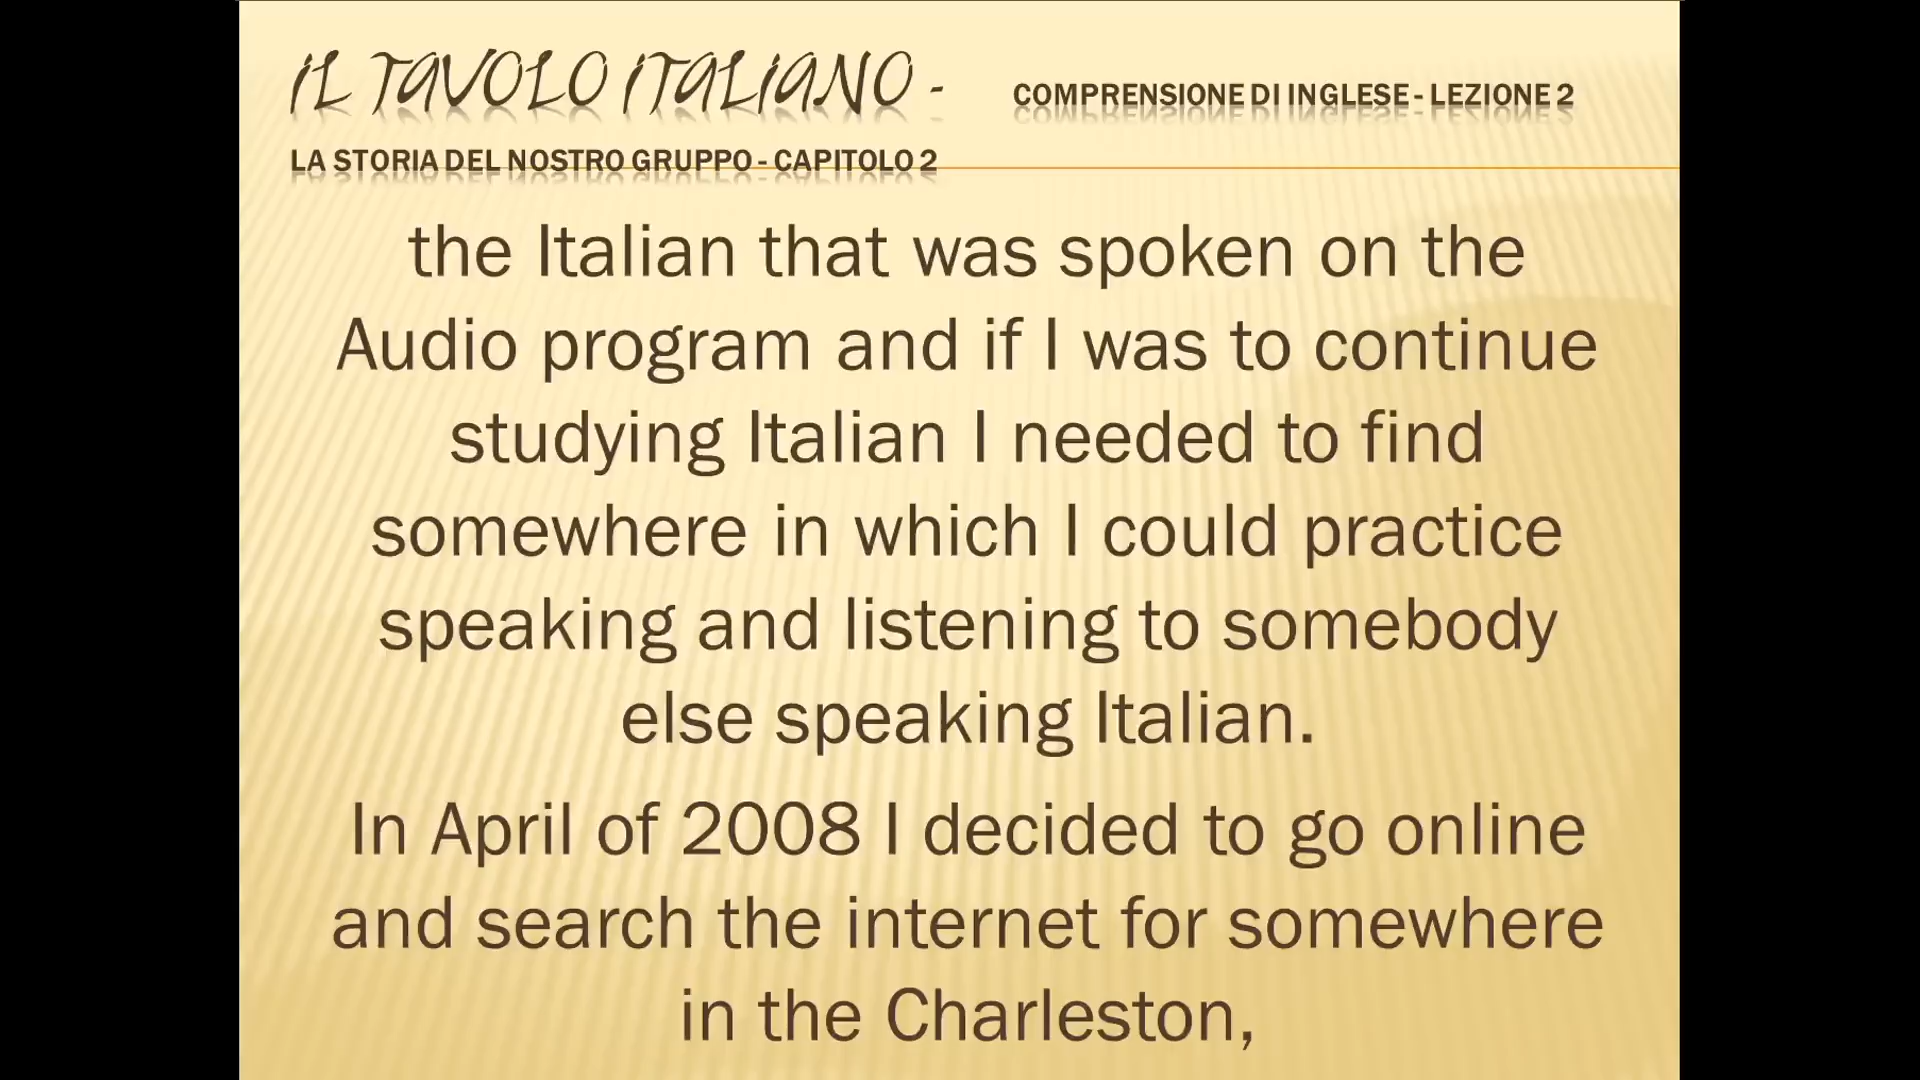 IL TAVOLO ITALIANO - COMPRENSIONE DI INGLESE - LEZIONE 2
LA STORIA DEL NOSTRO GRUPPO - CAPITOLO 2
the Italian that was spoken on the
Audio program and if I was to continue
studying Italian I needed to find
somewhere in which I could practice
speaking and listening to somebody
else speaking Italian.
In April of 2008 I decided to go online
and search the internet for somewhere
in the Charleston,